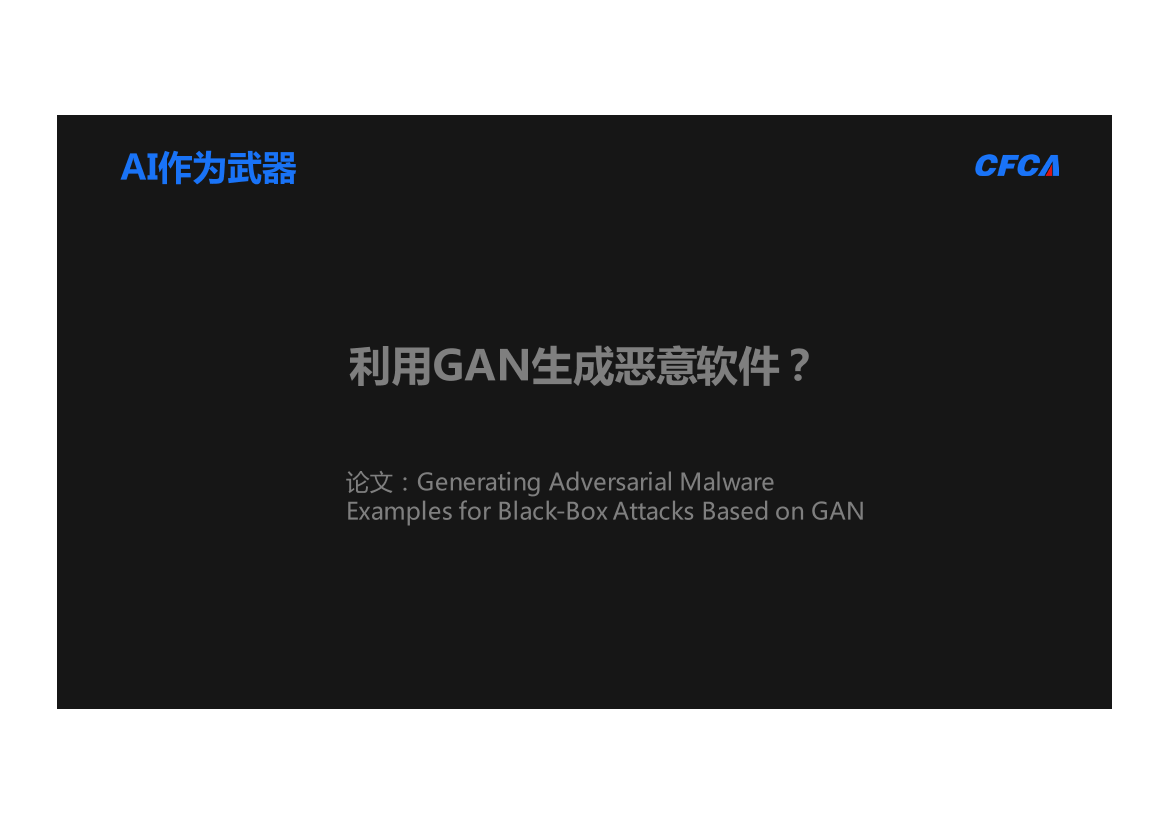 AI作为武器
CFCA
利用GAN生成恶意软件？
论文：Generating Adversarial Malware
Examples for Black-Box Attacks Based on GAN